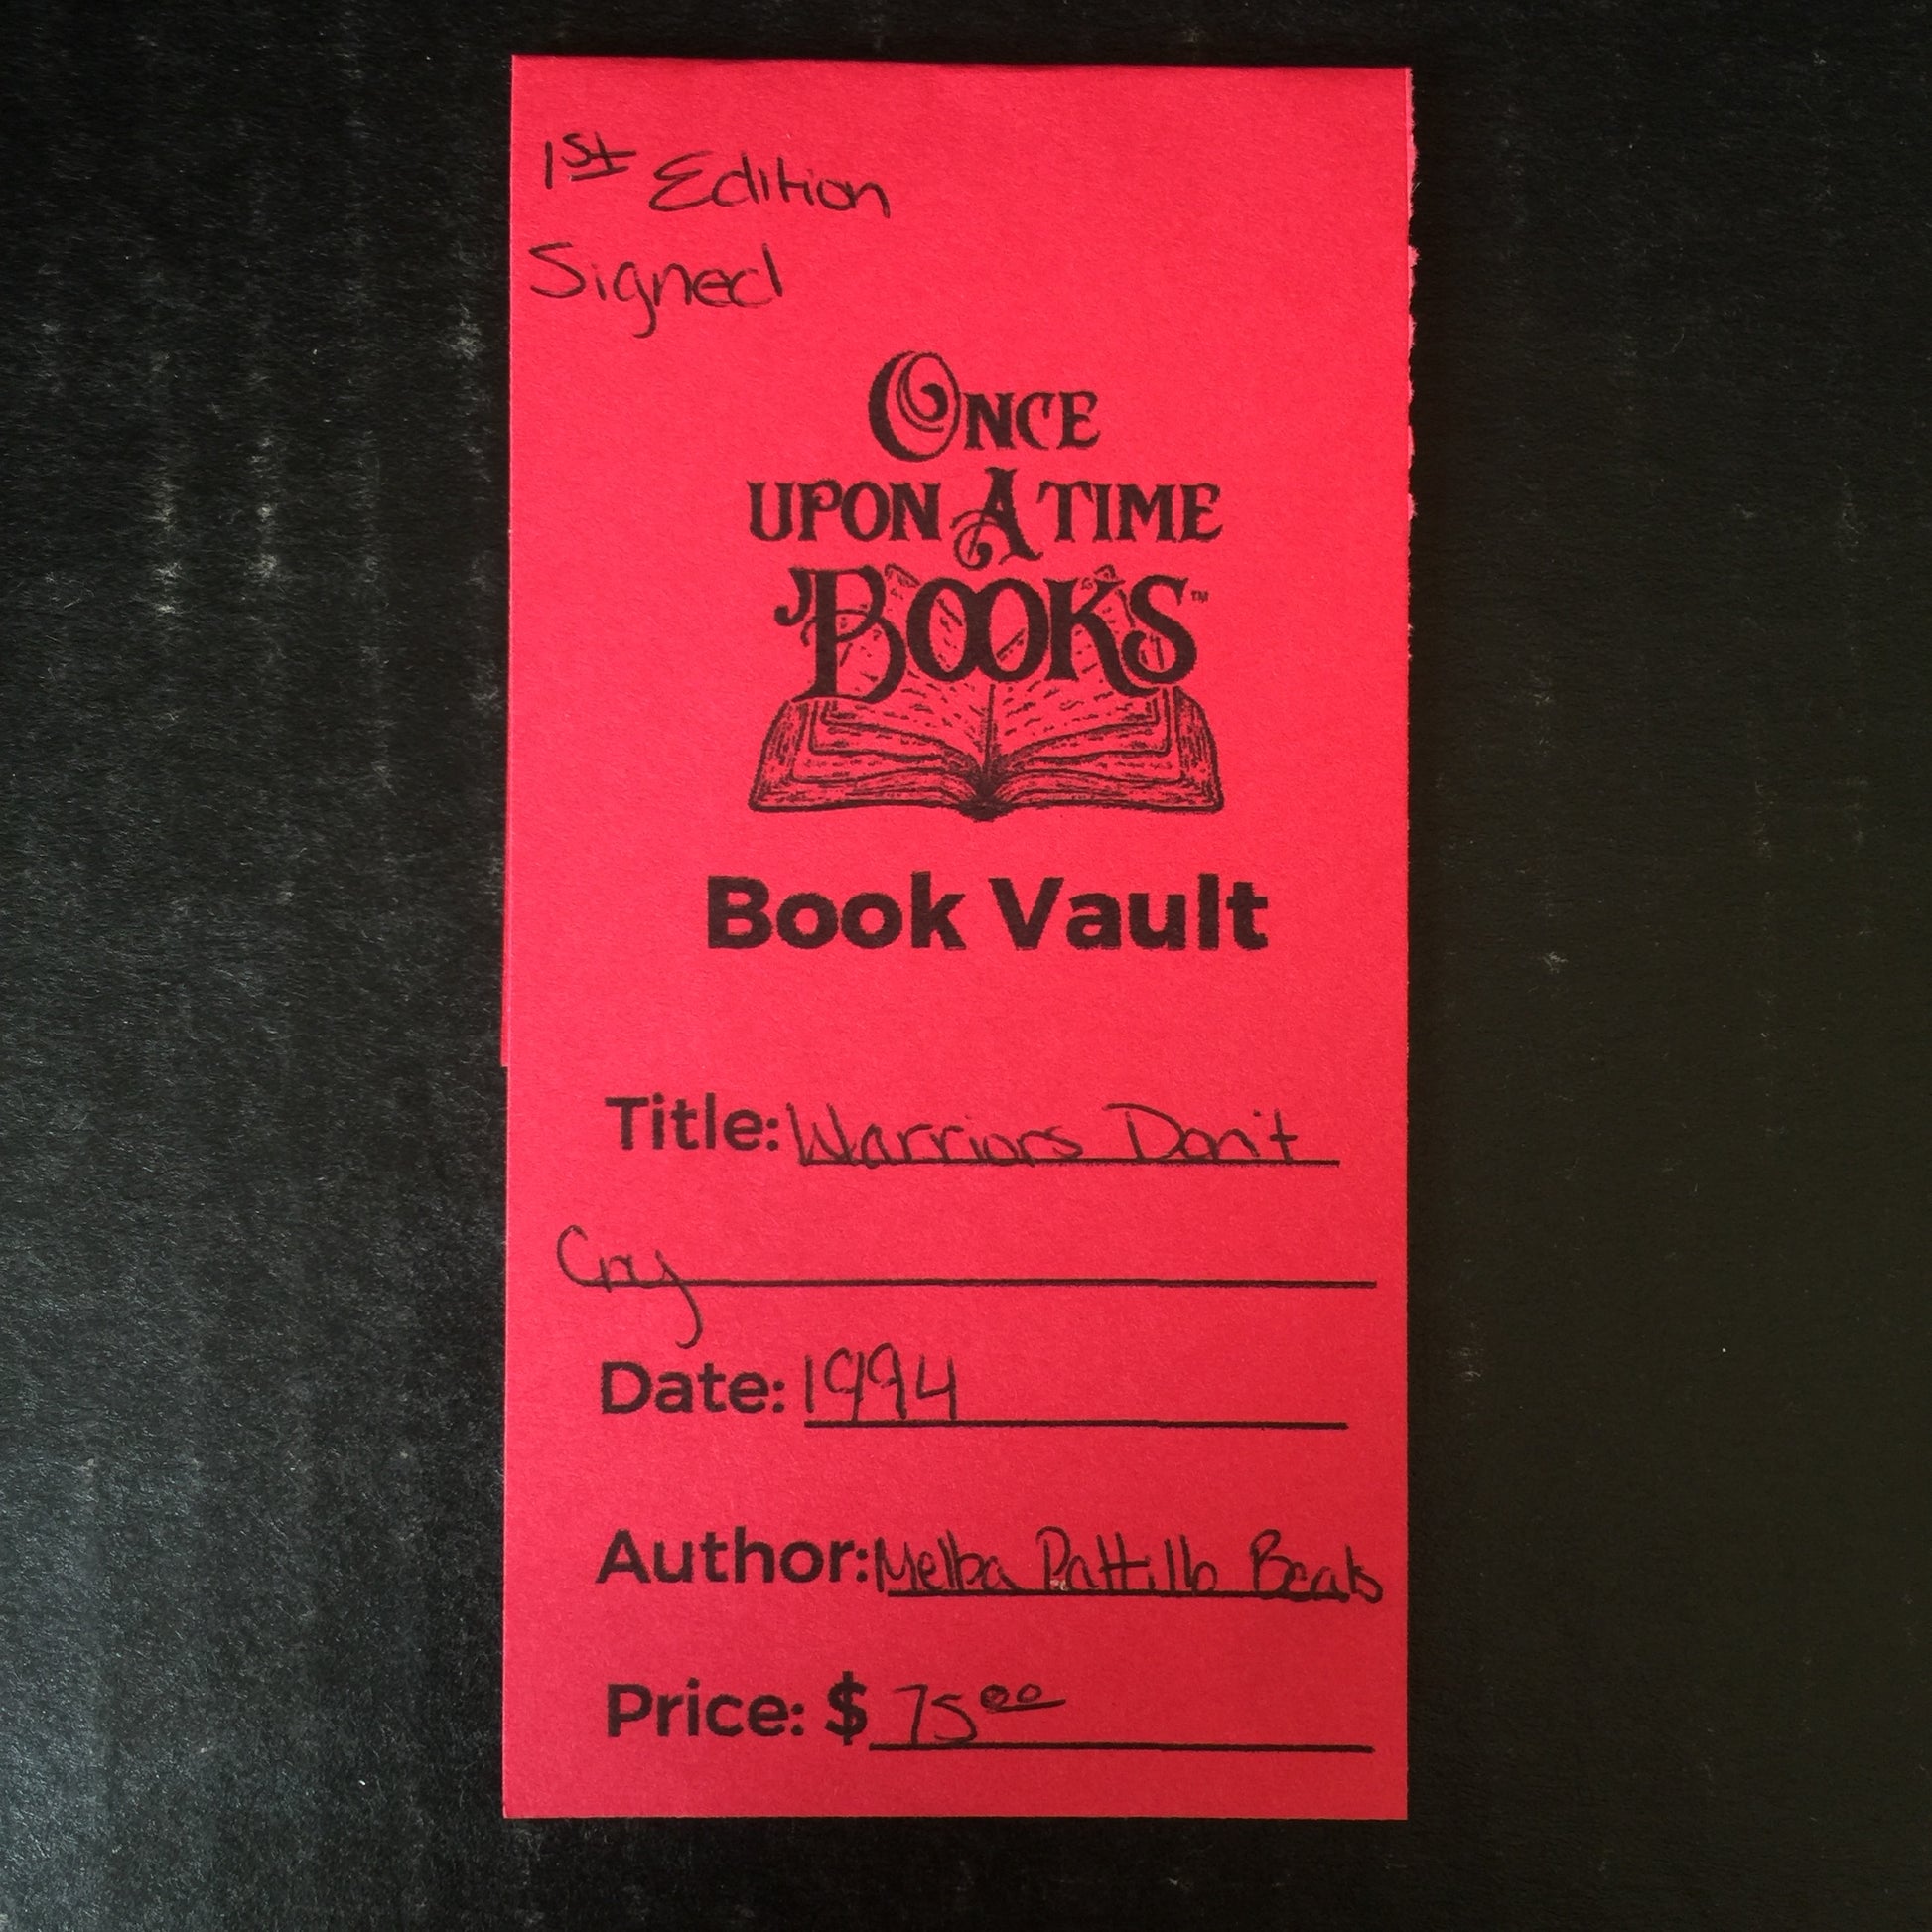 1st Edition
Signed
ONCE
UPON A TIME
BOOKS™
Book Vault
Title: Warriors Don't
Cry
Date: 1994
Author: Melba Pattillo Beals
Price: $ 75.00